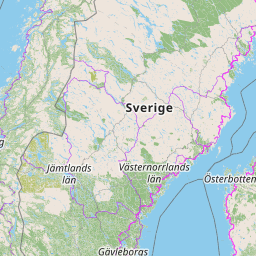 Sverige
Västernorrlands
län
Jämtlands
län
Österbotten
Gävleborgs